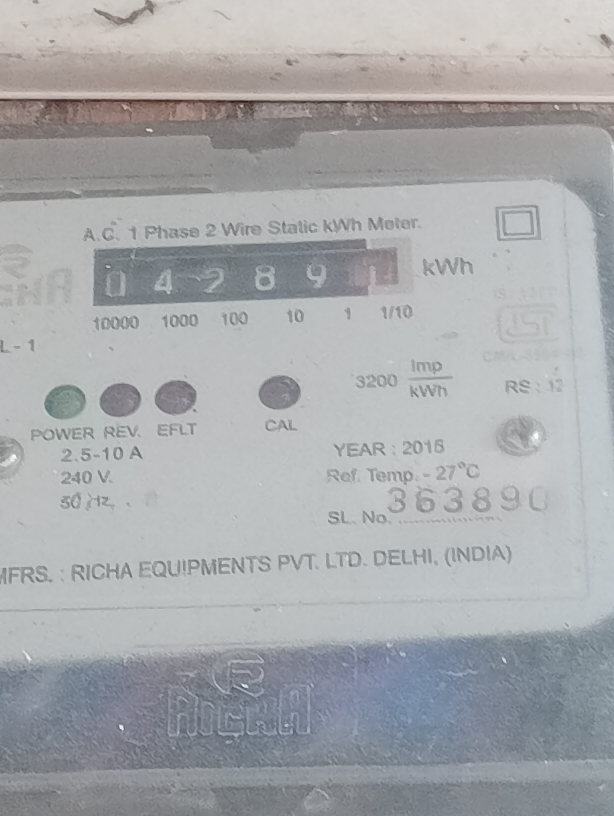 A.C. 1 Phase 2 Wire Static kWh Meter.
0 4 2 8 9 kWh
10000 1000 100 10 1 1/10
L-1
3200 Imp/kWh
RS : 12
POWER REV. EFLT CAL
2.5-10 A
240 V.
50 Hz.
YEAR : 2016
Ref. Temp. - 27°C
SL. No. 363890
MFRS. : RICHA EQUIPMENTS PVT. LTD. DELHI, (INDIA)
RICHA